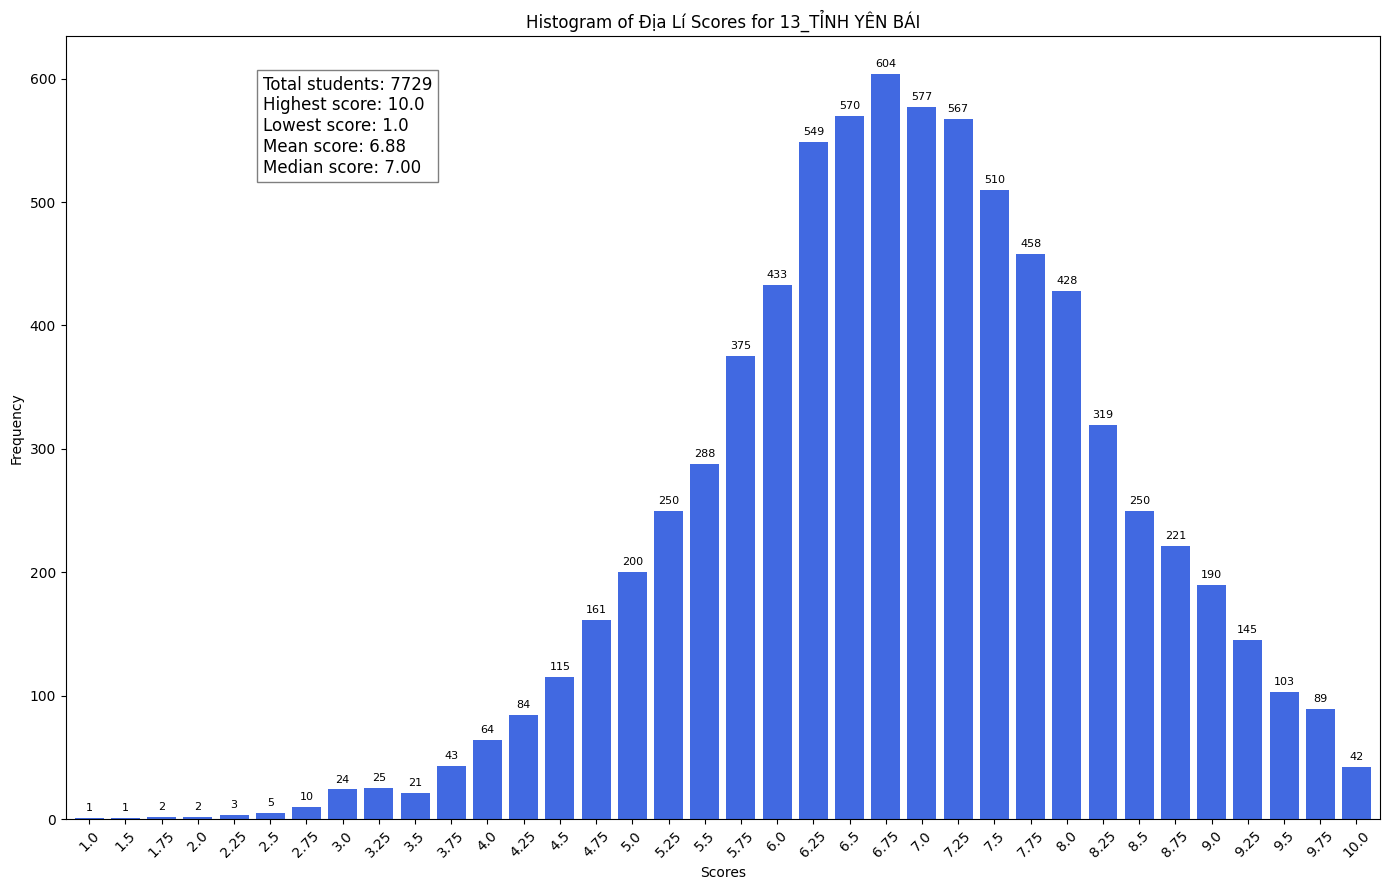 Histogram of Địa Lí Scores for 13_TỈNH YÊN BÁI
Total students: 7729
Highest score: 10.0
Lowest score: 1.0
Mean score: 6.88
Median score: 7.00
Frequency
600
500
400
300
200
100
0
1 1 2 2 3 5 10 24 25 21 43 64 84 115 161 200 250 288 375 433 549 570 604 577 567 510 458 428 319 250 221 190 145 103 89 42
1.0 1.5 1.75 2.0 2.25 2.5 2.75 3.0 3.25 3.5 3.75 4.0 4.25 4.5 4.75 5.0 5.25 5.5 5.75 6.0 6.25 6.5 6.75 7.0 7.25 7.5 7.75 8.0 8.25 8.5 8.75 9.0 9.25 9.5 9.75 10.0
Scores